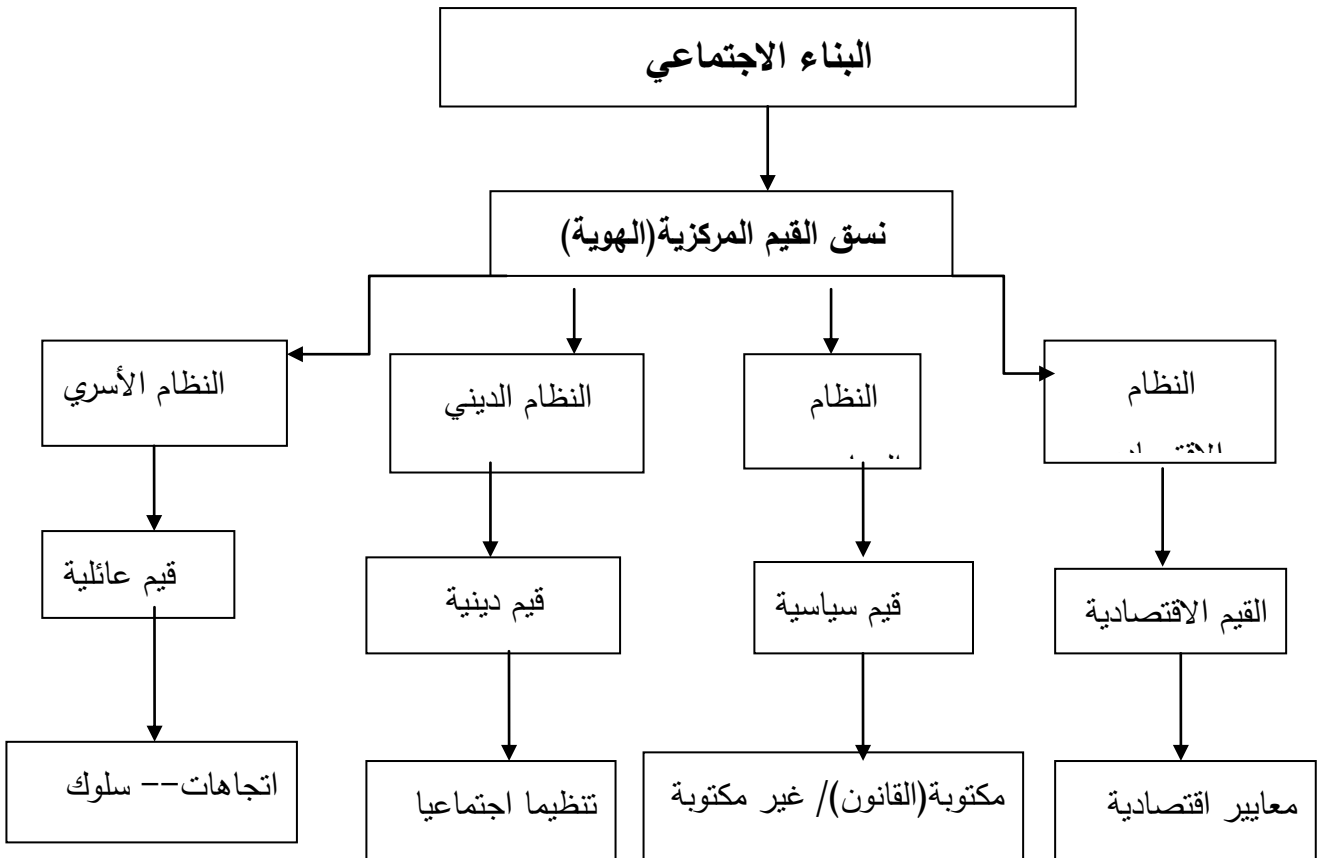 البناء الاجتماعي
نسق القيم المركزية(الهوية)
النظام
النظام
النظام الديني
النظام الأسري
القيم الاقتصادية
قيم سياسية
قيم دينية
قيم عائلية
معايير اقتصادية
مكتوبة(القانون)/ غير مكتوبة
تنظيما اجتماعيا
اتجاهات-- سلوك